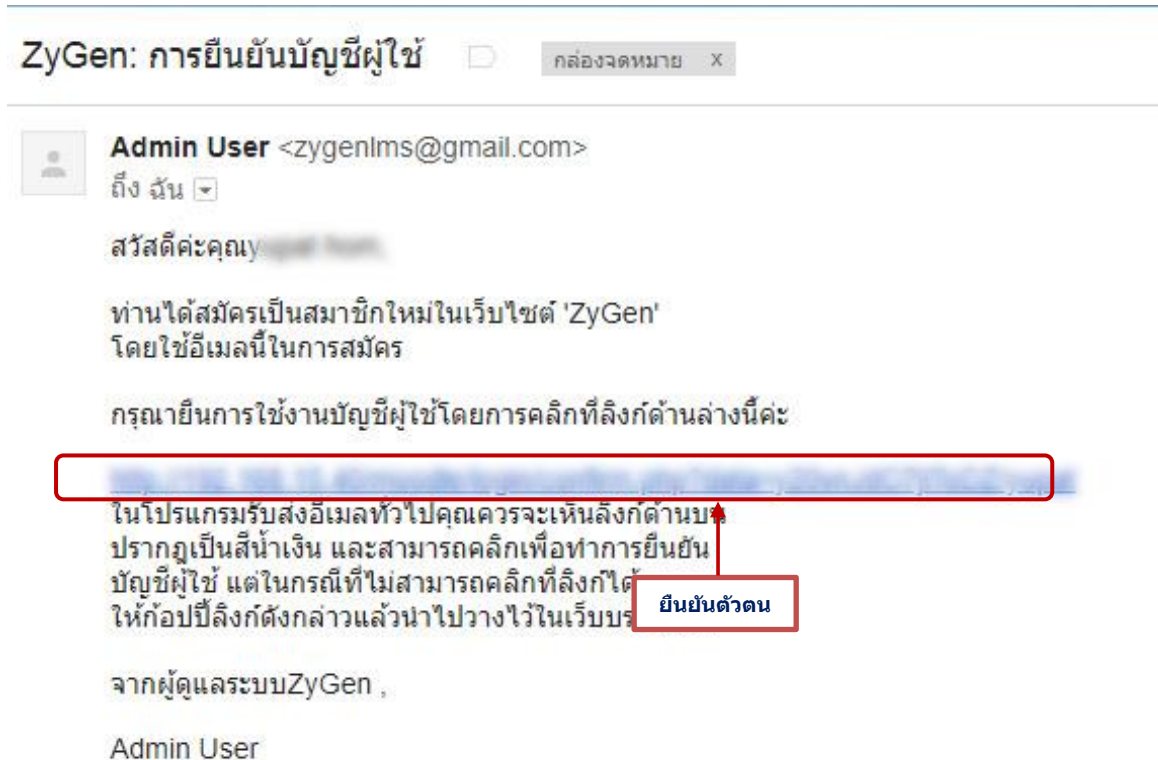 ZyGen: การยืนยันบัญชีผู้ใช้
กล่องจดหมาย x
Admin User <zygenlms@gmail.com>
ถึง ฉัน
สวัสดีค่ะคุณy
ท่านได้สมัครเป็นสมาชิกใหม่ในเว็บไซต์ 'ZyGen'
โดยใช้อีเมลนี้ในการสมัคร
กรุณายืนการใช้งานบัญชีผู้ใช้โดยการคลิกที่ลิงก์ด้านล่างนี้ค่ะ
ในโปรแกรมรับส่งอีเมลทั่วไปคุณควรจะเห็นลิงก์ด้านบน
ปรากฏเป็นสีน้ำเงิน และสามารถคลิกเพื่อทำการยืนยัน
บัญชีผู้ใช้ แต่ในกรณีที่ไม่สามารถคลิกที่ลิงก์ได้
ให้ก๊อปปี้ลิงก์ดังกล่าวแล้วนำไปวางไว้ในเว็บบร
ยืนยันตัวตน
จากผู้ดูแลระบบZyGen ,
Admin User